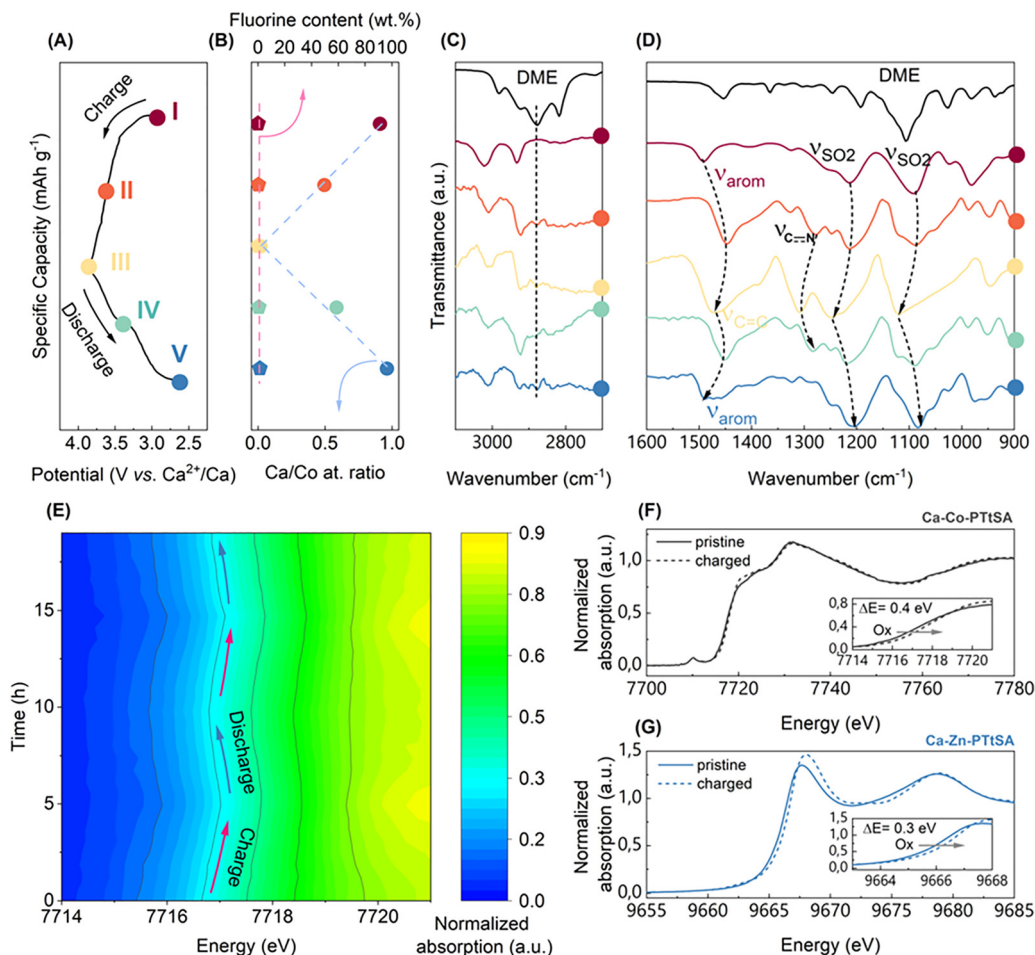 Fluorine content (wt.%)
(A)
(B)
0 20 40 60 80 100
(C)
(D)
Specific Capacity (mAh g⁻¹)
Charge
I
II
III
IV
V
Discharge
4.0 3.5 3.0 2.5
Potential (V vs. Ca²⁺/Ca)
0.0 0.5 1.0
Ca/Co at. ratio
Transmittance (a.u.)
DME
3000 2800
Wavenumber (cm⁻¹)
DME
νSO2
νSO2
νarom
νC=N
νC=C
νarom
1600 1500 1400 1300 1200 1100 1000 900
Wavenumber (cm⁻¹)
(E)
Time (h)
15
10
5
0
Discharge
Charge
7714 7716 7718 7720
Energy (eV)
0.9
0.8
0.6
0.5
0.3
0.2
0.0
Normalized
absorption (a.u.)
(F)
Ca-Co-PTtSA
Normalized
absorption (a.u.)
1,0
0,5
0,0
pristine
charged
0,8
0,4
0,0
ΔE= 0.4 eV
Ox
7714 7716 7718 7720
7700 7720 7740 7760 7780
Energy (eV)
(G)
Ca-Zn-PTtSA
Normalized
absorption (a.u.)
1,5
1,0
0,5
0,0
pristine
charged
1,5
1,0
0,5
0,0
ΔE= 0.3 eV
Ox
9664 9666 9668
9655 9660 9665 9670 9675 9680 9685
Energy (eV)